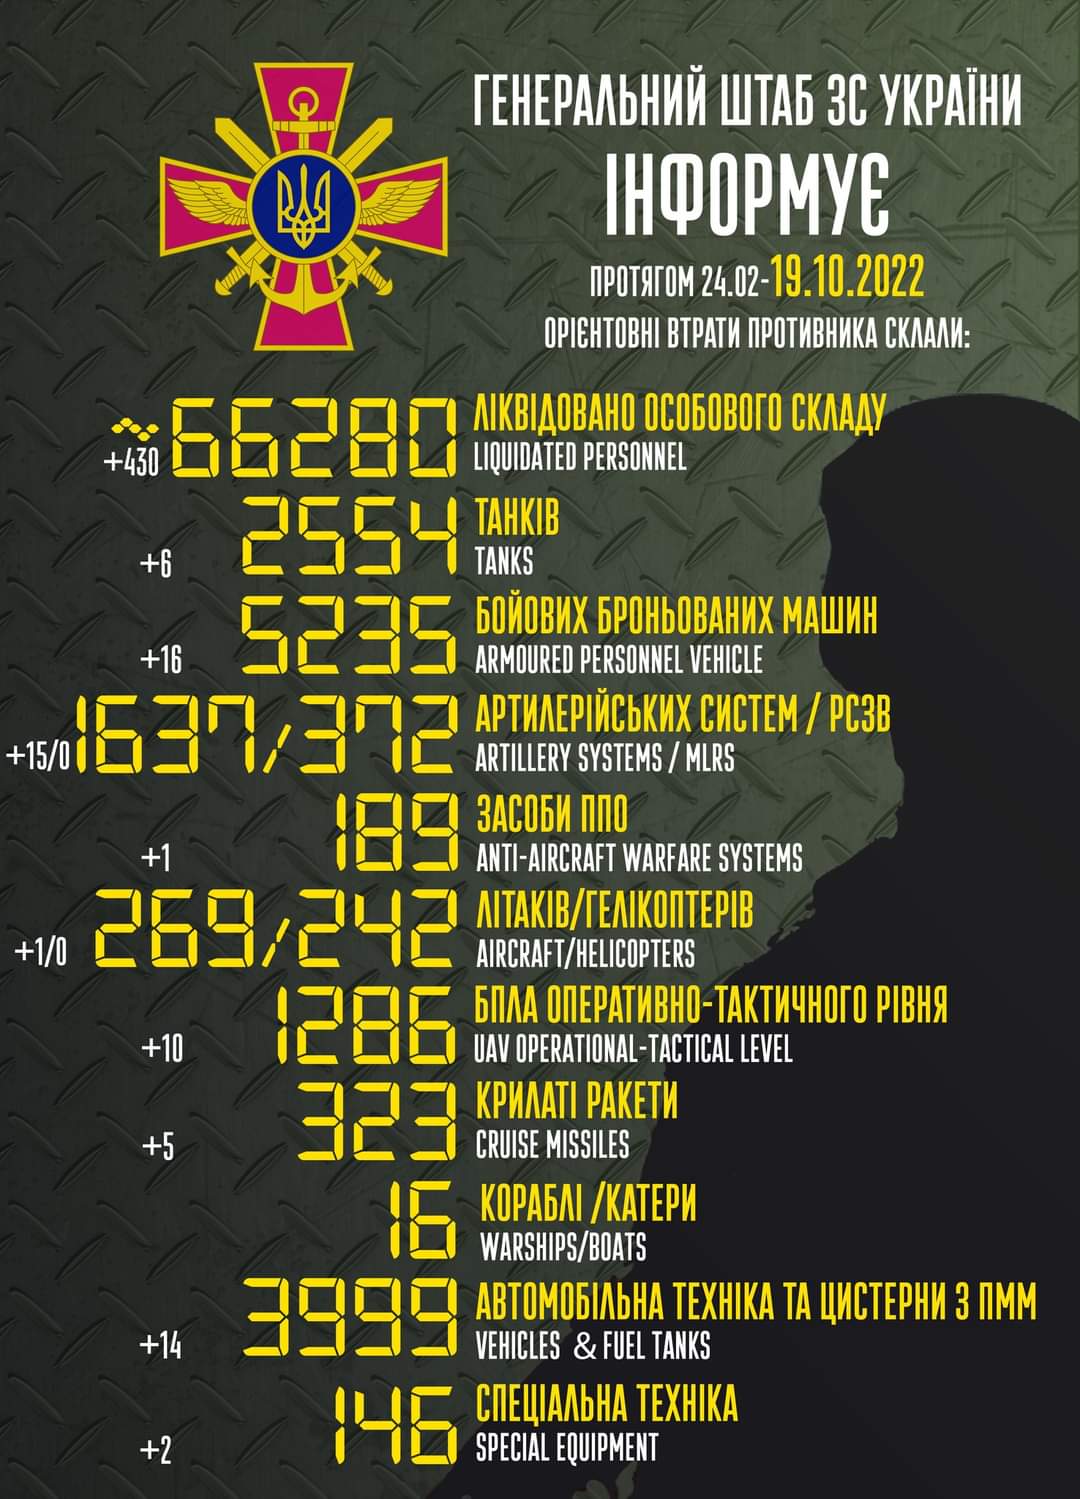 ГЕНЕРАЛЬНИЙ ШТАБ ЗС УКРАЇНИ
ІНФОРМУЄ
ПРОТЯГОМ 24.02-19.10.2022
ОРІЄНТОВНІ ВТРАТИ ПРОТИВНИКА СКЛАЛИ:
~66280 ЛІКВІДОВАНО ОСОБОВОГО СКЛАДУ
+430 LIQUIDATED PERSONNEL
2554 ТАНКІВ
+6 TANKS
5235 БОЙОВИХ БРОНЬОВАНИХ МАШИН
+16 ARMOURED PERSONNEL VEHICLE
1637/372 АРТИЛЕРІЙСЬКИХ СИСТЕМ / РСЗВ
+15/0 ARTILLERY SYSTEMS / MLRS
189 ЗАСОБИ ППО
+1 ANTI-AIRCRAFT WARFARE SYSTEMS
269/242 ЛІТАКІВ/ГЕЛІКОПТЕРІВ
+1/0 AIRCRAFT/HELICOPTERS
1286 БПЛА ОПЕРАТИВНО-ТАКТИЧНОГО РІВНЯ
+10 UAV OPERATIONAL-TACTICAL LEVEL
323 КРИЛАТІ РАКЕТИ
+5 CRUISE MISSILES
16 КОРАБЛІ /КАТЕРИ
WARSHIPS/BOATS
3999 АВТОМОБІЛЬНА ТЕХНІКА ТА ЦИСТЕРНИ З ПММ
+14 VEHICLES & FUEL TANKS
146 СПЕЦІАЛЬНА ТЕХНІКА
+2 SPECIAL EQUIPMENT